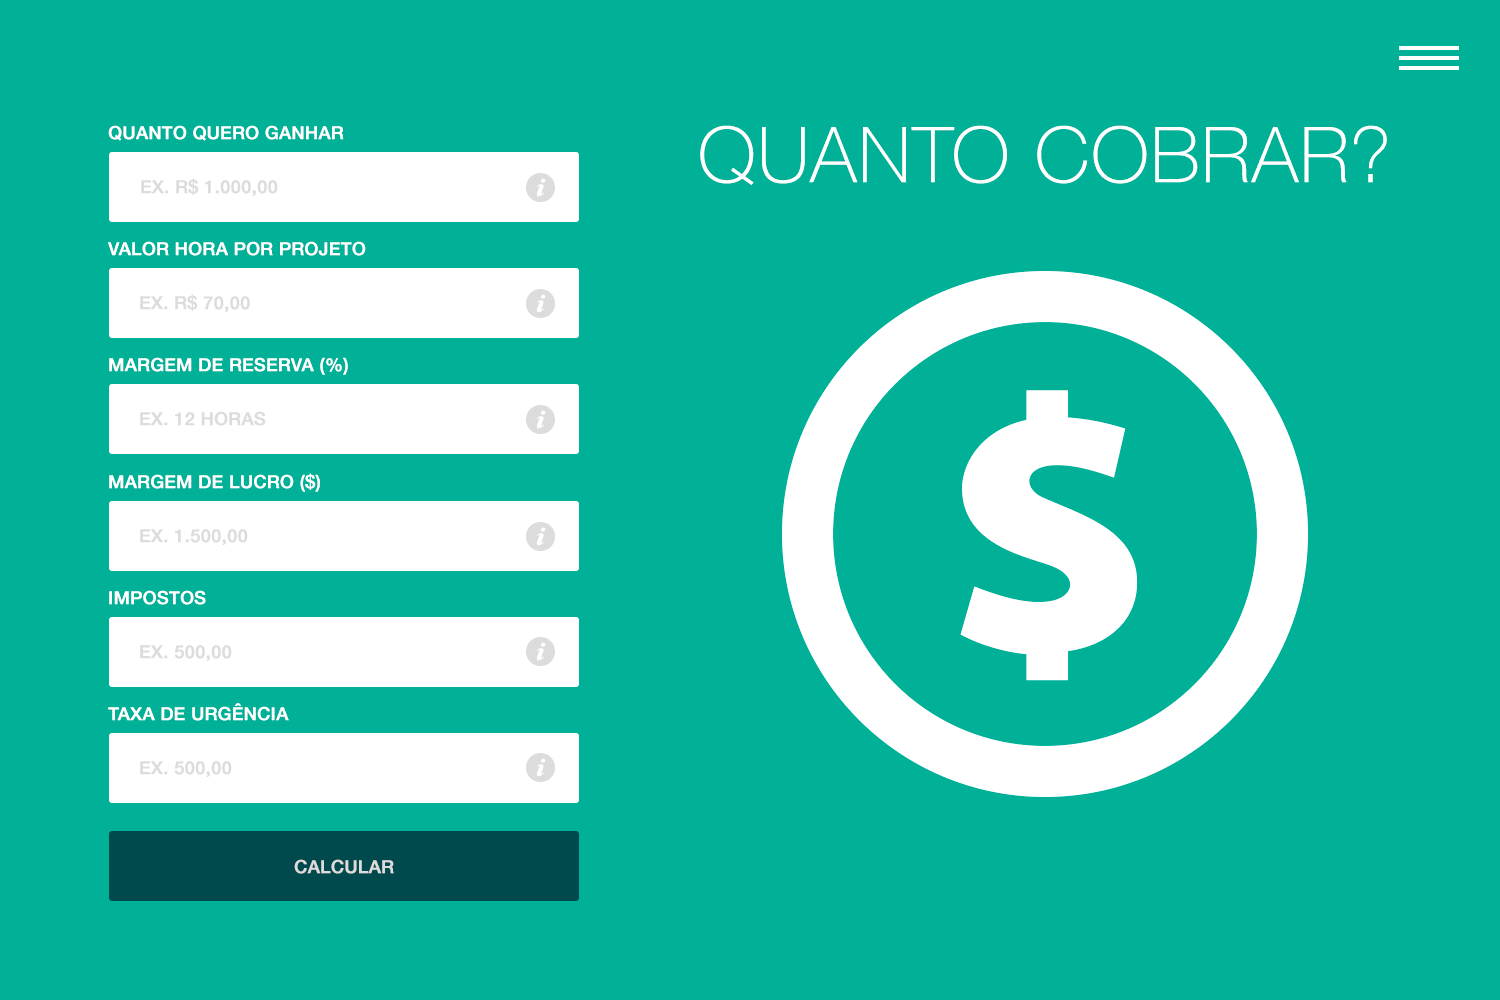 QUANTO QUERO GANHAR
EX. R$ 1.000,00
VALOR HORA POR PROJETO
EX. R$ 70,00
MARGEM DE RESERVA (%)
EX. 12 HORAS
MARGEM DE LUCRO ($)
EX. 1.500,00
IMPOSTOS
EX. 500,00
TAXA DE URGÊNCIA
EX. 500,00
CALCULAR
QUANTO COBRAR?
$